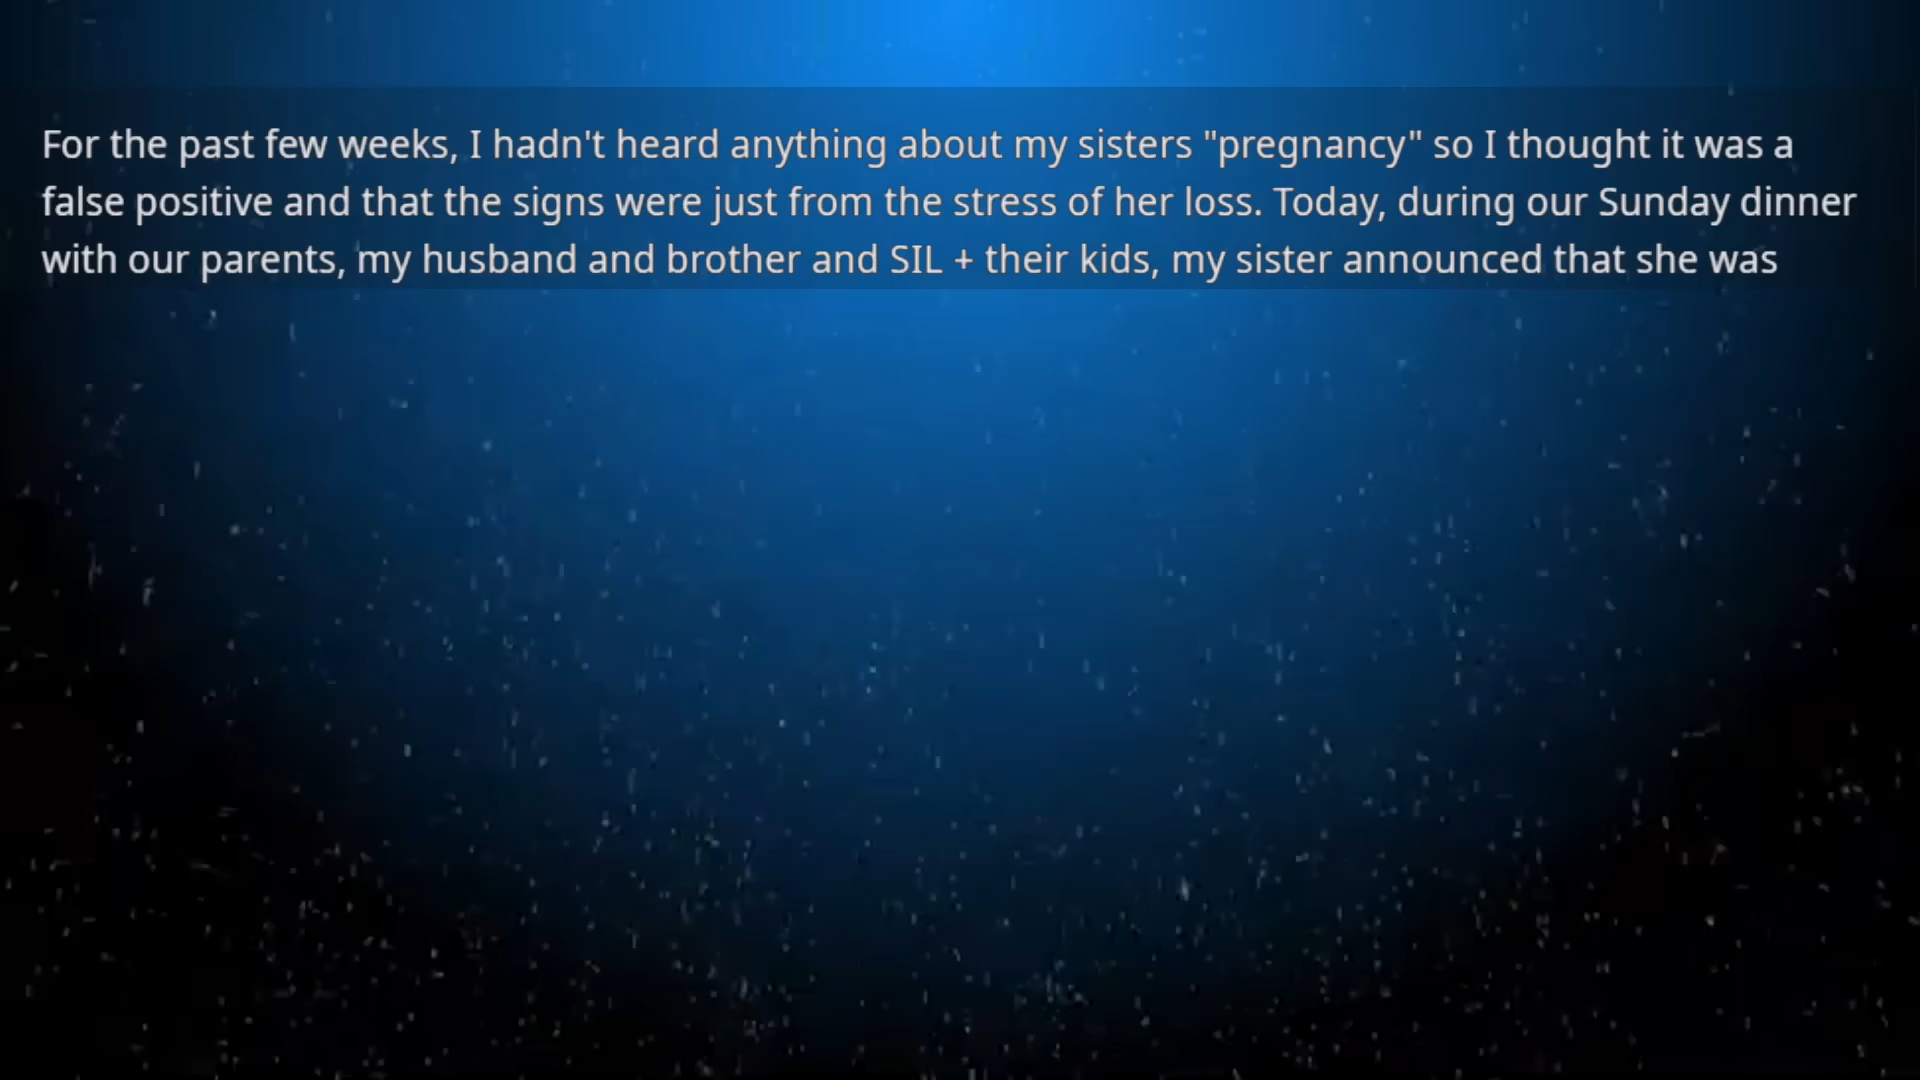 For the past few weeks, I hadn't heard anything about my sisters "pregnancy" so I thought it was a
false positive and that the signs were just from the stress of her loss. Today, during our Sunday dinner
with our parents, my husband and brother and SIL + their kids, my sister announced that she was